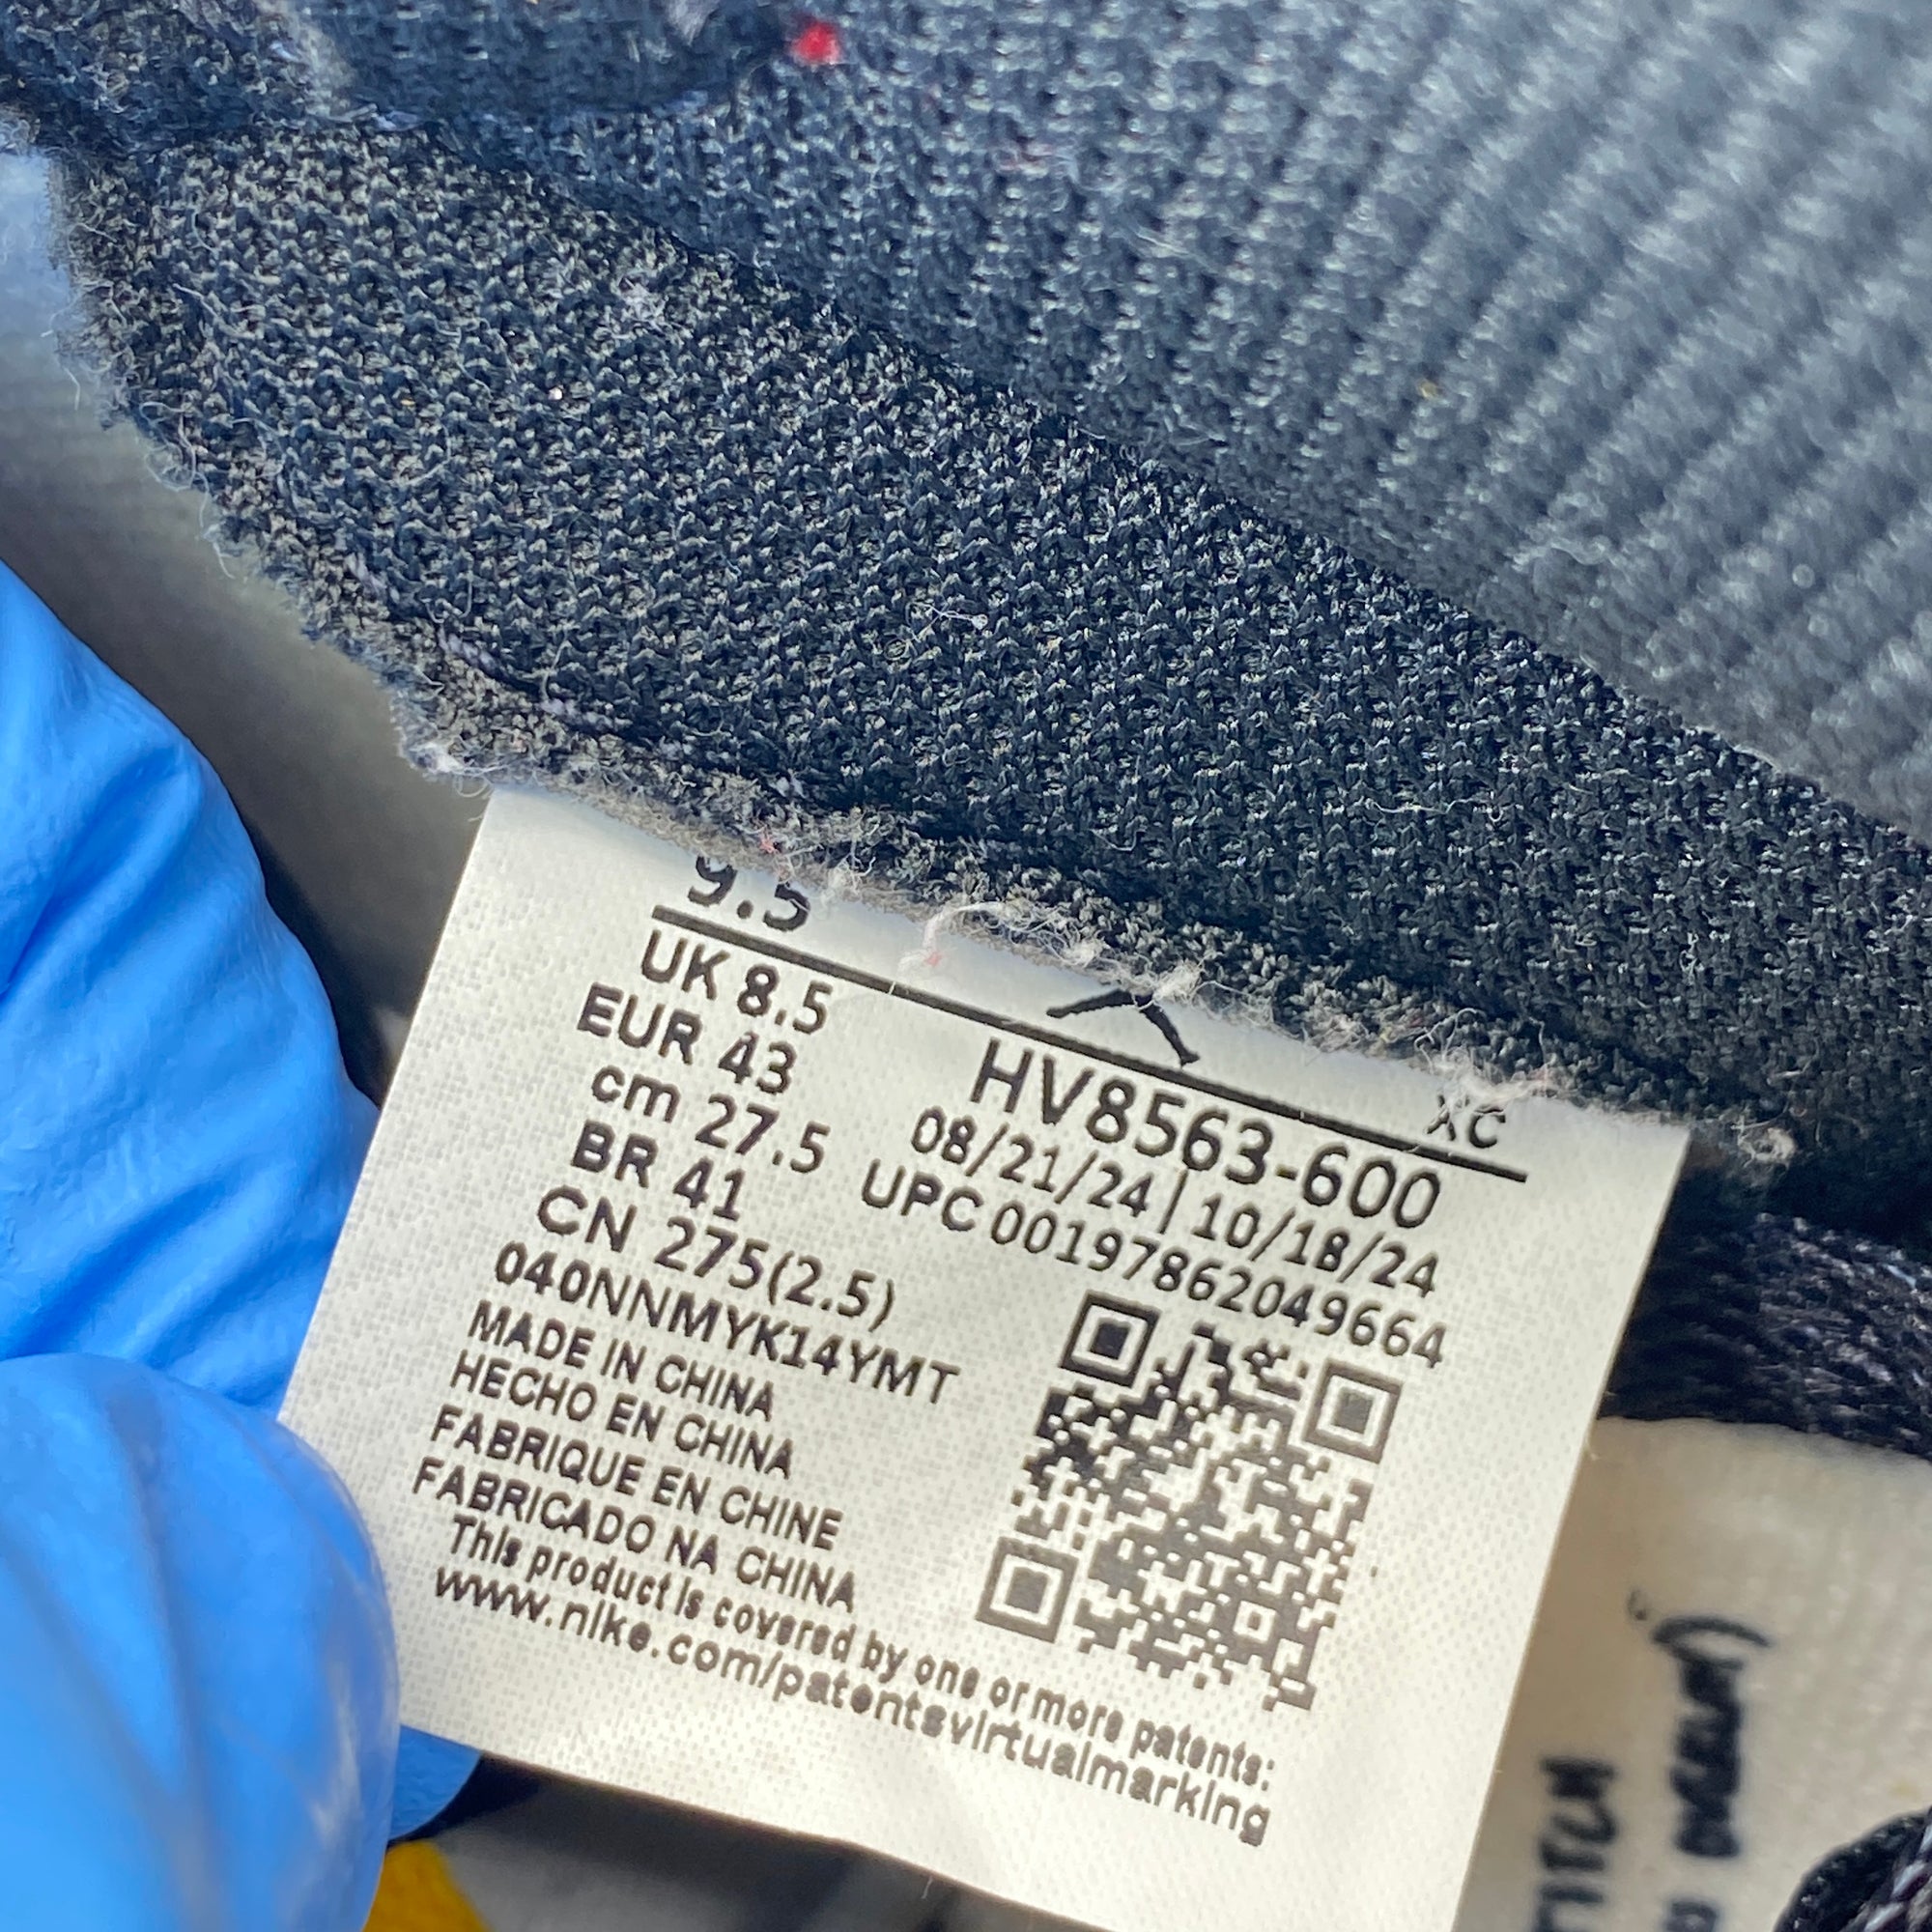 9.5
XC
UK 8.5
EUR 43
cm 27.5
BR 41
CN 275(2.5)
HV8563-600
08/21/24 | 10/18/24
UPC 00197862049664
040NNMYK14YMT
MADE IN CHINA
HECHO EN CHINA
FABRIQUE EN CHINE
FABRICADO NA CHINA
This product is covered by one or more patents:
www.nike.com/patentsvirtualmarking